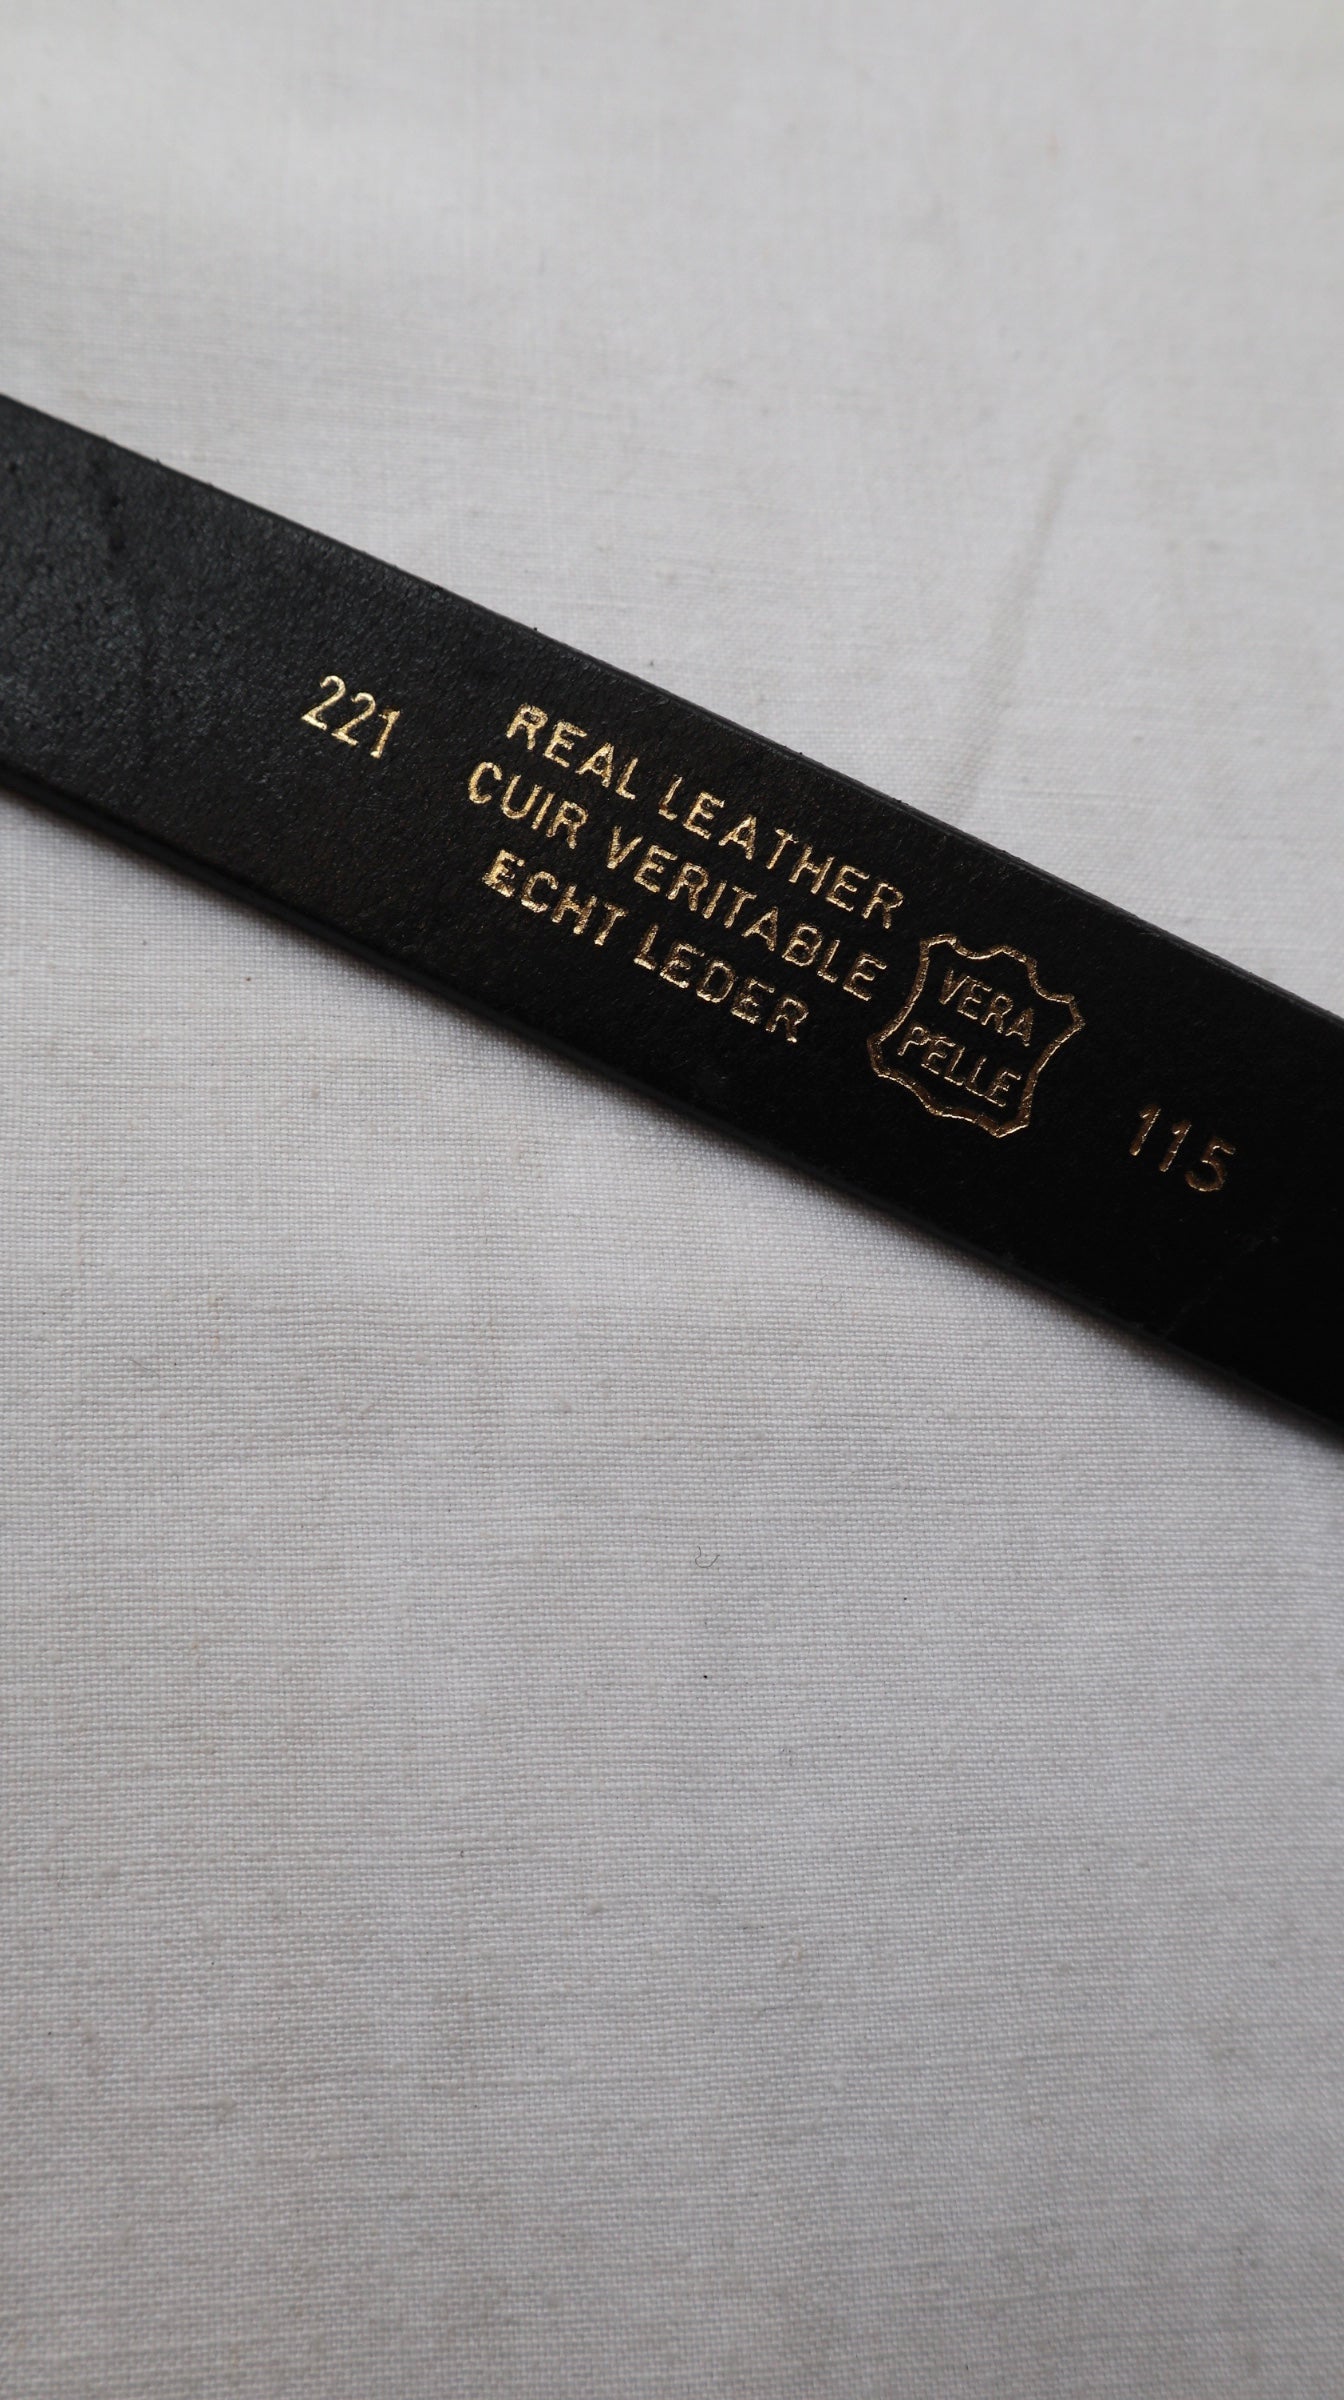 221
REAL LEATHER
CUIR VERITABLE
ECHT LEDER
VERA
PELLE
115